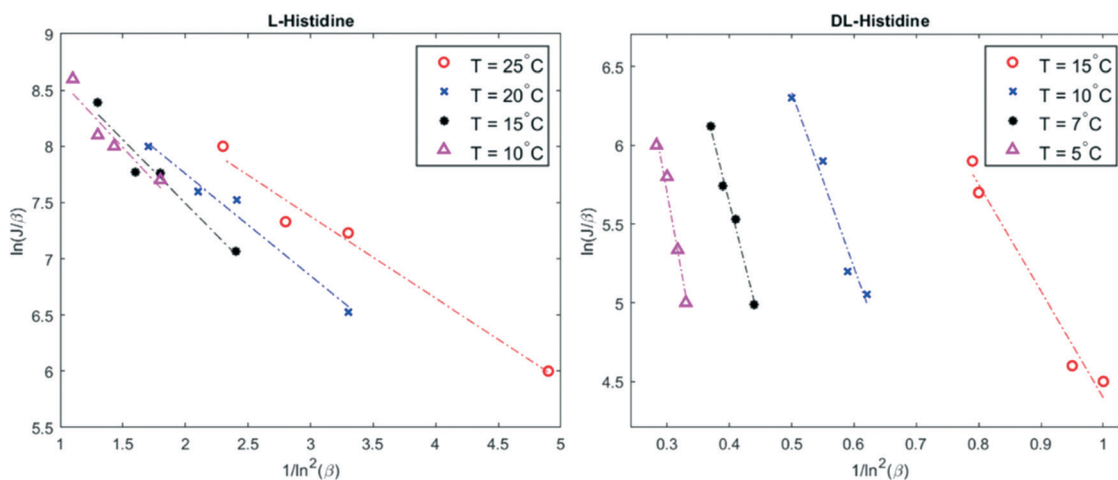 L-Histidine
ln(J/β)
9
8.5
8
7.5
7
6.5
6
5.5
1
1.5
2
2.5
3
3.5
4
4.5
5
1/ln²(β)
T = 25°C
T = 20°C
T = 15°C
T = 10°C
DL-Histidine
ln(J/β)
6.5
6
5.5
5
4.5
0.3
0.4
0.5
0.6
0.7
0.8
0.9
1
1/ln²(β)
T = 15°C
T = 10°C
T = 7°C
T = 5°C